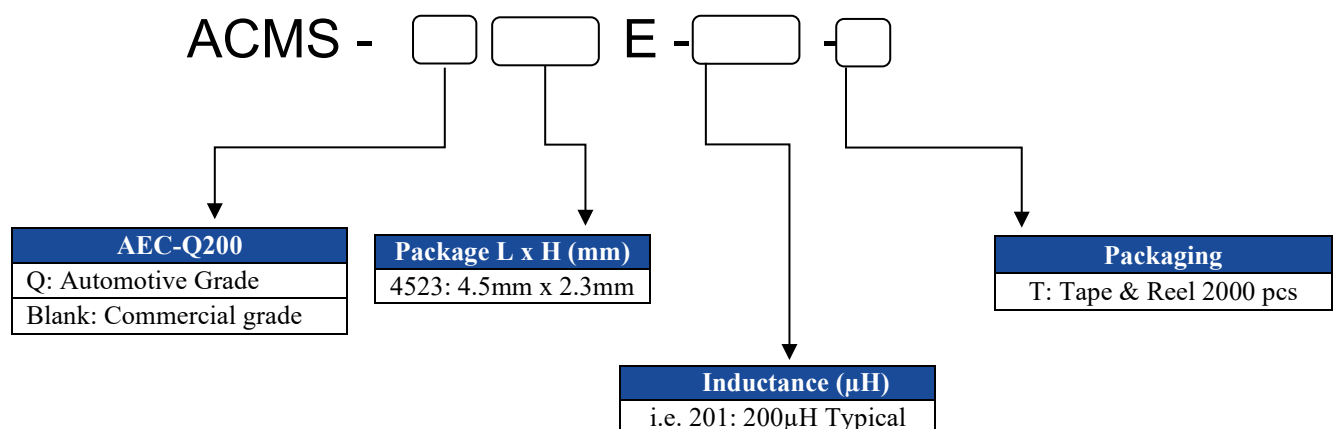 ACMS - E - -
AEC-Q200
Q: Automotive Grade
Blank: Commercial grade
Package L x H (mm)
4523: 4.5mm x 2.3mm
Packaging
T: Tape & Reel 2000 pcs
Inductance (µH)
i.e. 201: 200µH Typical